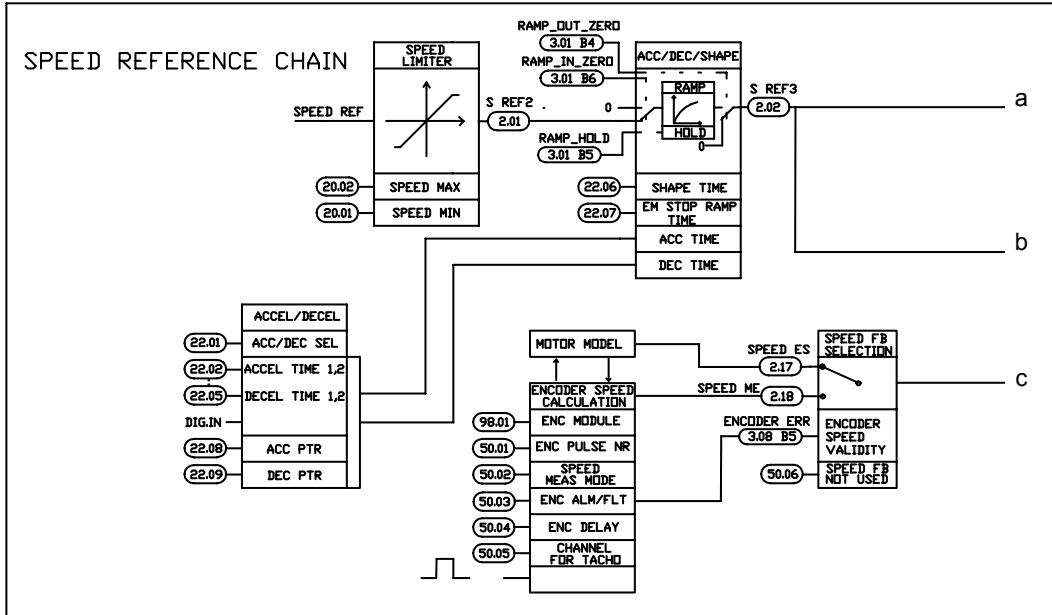 SPEED REFERENCE CHAIN
SPEED REF
SPEED
LIMITER
20.02
SPEED MAX
20.01
SPEED MIN
S REF2
2.01
RAMP_OUT_ZERO
3.01 B4
RAMP_IN_ZERO
3.01 B6
0
RAMP_HOLD
3.01 B5
ACC/DEC/SHAPE
RAMP
HOLD
0
22.06
SHAPE TIME
22.07
EM STOP RAMP
TIME
ACC TIME
DEC TIME
S REF3
2.02
a
b
ACCEL/DECEL
22.01
ACC/DEC SEL
22.02
ACCEL TIME 1,2
22.05
DECEL TIME 1,2
DIG.IN
22.08
ACC PTR
22.09
DEC PTR
MOTOR MODEL
ENCODER SPEED
CALCULATION
98.01
ENC MODULE
50.01
ENC PULSE NR
50.02
SPEED
MEAS MODE
50.03
ENC ALM/FLT
50.04
ENC DELAY
50.05
CHANNEL
FOR TACHO
SPEED ES
2.17
SPEED ME
2.18
ENCODER ERR
3.08 B5
50.06
SPEED FB
SELECTION
ENCODER
SPEED
VALIDITY
SPEED FB
NOT USED
c